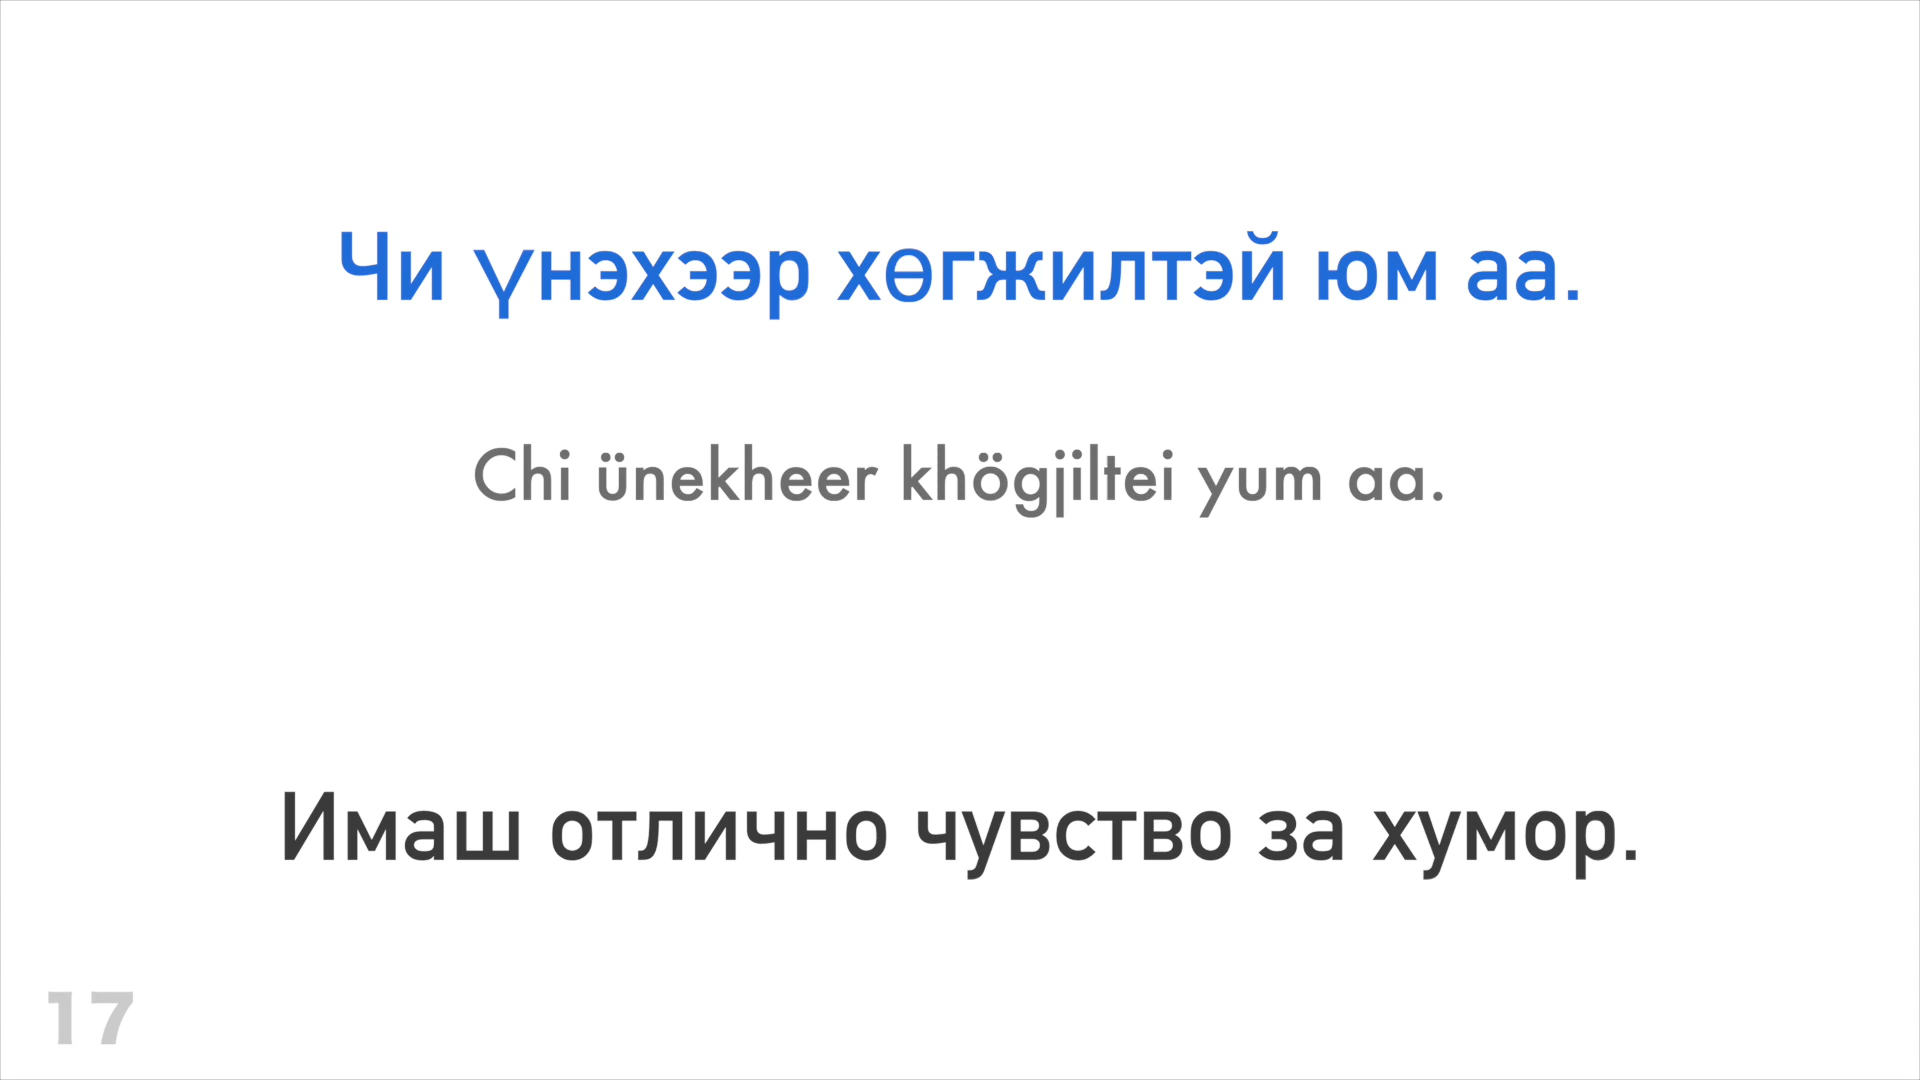 Чи үнэхээр хөгжилтэй юм аа.
Chi ünekheer khögjiltei yum aa.
Имаш отлично чувство за хумор.
17